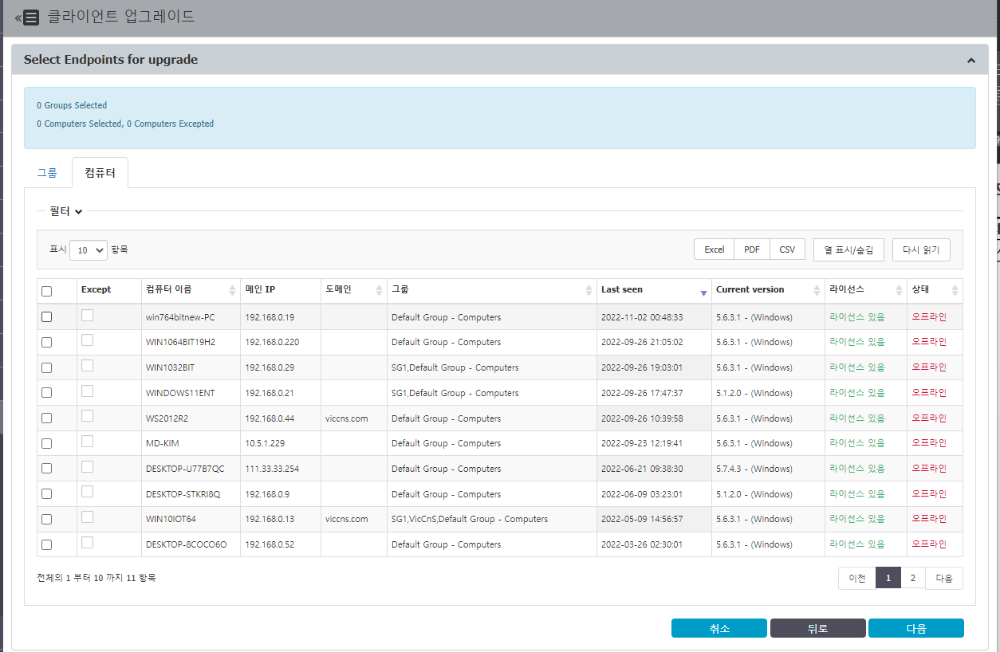 클라이언트 업그레이드
Select Endpoints for upgrade
0 Groups Selected
0 Computers Selected, 0 Computers Excepted
그룹 컴퓨터
필터
표시 10 항목 Excel PDF CSV 열 표시/숨김 다시 읽기
Except 컴퓨터 이름 메인 IP 도메인 그룹 Last seen Current version 라이선스 상태
win764bitnew-PC 192.168.0.19 Default Group - Computers 2022-11-02 00:48:33 5.6.3.1 - (Windows) 라이선스 있음 오프라인
WIN1064BIT19H2 192.168.0.220 Default Group - Computers 2022-09-26 21:05:02 5.6.3.1 - (Windows) 라이선스 있음 오프라인
WIN1032BIT 192.168.0.29 SG1,Default Group - Computers 2022-09-26 19:03:01 5.6.3.1 - (Windows) 라이선스 있음 오프라인
WINDOWS11ENT 192.168.0.21 SG1,Default Group - Computers 2022-09-26 17:47:37 5.1.2.0 - (Windows) 라이선스 있음 오프라인
WS2012R2 192.168.0.44 viccns.com Default Group - Computers 2022-09-26 10:39:58 5.6.3.1 - (Windows) 라이선스 있음 오프라인
MD-KIM 10.5.1.229 Default Group - Computers 2022-09-23 12:19:41 5.6.3.1 - (Windows) 라이선스 있음 오프라인
DESKTOP-U77B7QC 111.33.33.254 Default Group - Computers 2022-06-21 09:38:30 5.7.4.3 - (Windows) 라이선스 있음 오프라인
DESKTOP-STKRI8Q 192.168.0.9 Default Group - Computers 2022-06-09 03:23:01 5.1.2.0 - (Windows) 라이선스 있음 오프라인
WIN10IOT64 192.168.0.13 viccns.com SG1,VicCnS,Default Group - Computers 2022-05-09 14:56:57 5.6.3.1 - (Windows) 라이선스 있음 오프라인
DESKTOP-8COCO6O 192.168.0.52 Default Group - Computers 2022-03-26 02:30:01 5.6.3.1 - (Windows) 라이선스 있음 오프라인
전체의 1 부터 10 까지 11 항목 이전 1 2 다음
취소 뒤로 다음